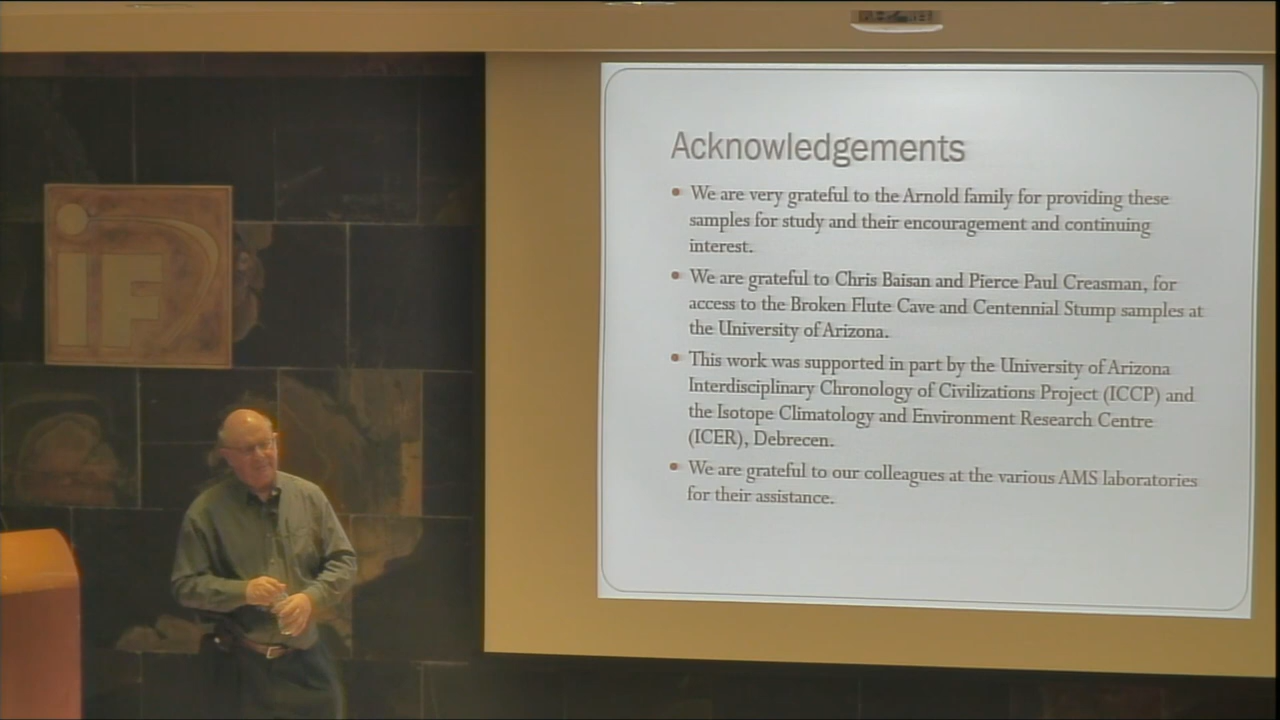 iF
Acknowledgements
We are very grateful to the Arnold family for providing these
samples for study and their encouragement and continuing
interest.
We are grateful to Chris Baisan and Pierce Paul Creasman, for
access to the Broken Flute Cave and Centennial Stump samples at
the University of Arizona.
This work was supported in part by the University of Arizona
Interdisciplinary Chronology of Civilizations Project (ICCP) and
the Isotope Climatology and Environment Research Centre
(ICER), Debrecen.
We are grateful to our colleagues at the various AMS laboratories
for their assistance.